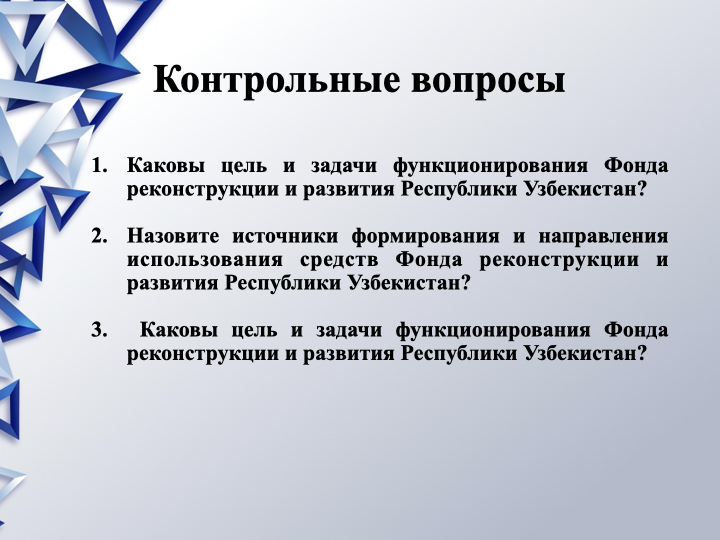 Контрольные вопросы
1. Каковы цель и задачи функционирования Фонда
реконструкции и развития Республики Узбекистан?
2. Назовите источники формирования и направления
использования средств Фонда реконструкции и
развития Республики Узбекистан?
3. Каковы цель и задачи функционирования Фонда
реконструкции и развития Республики Узбекистан?